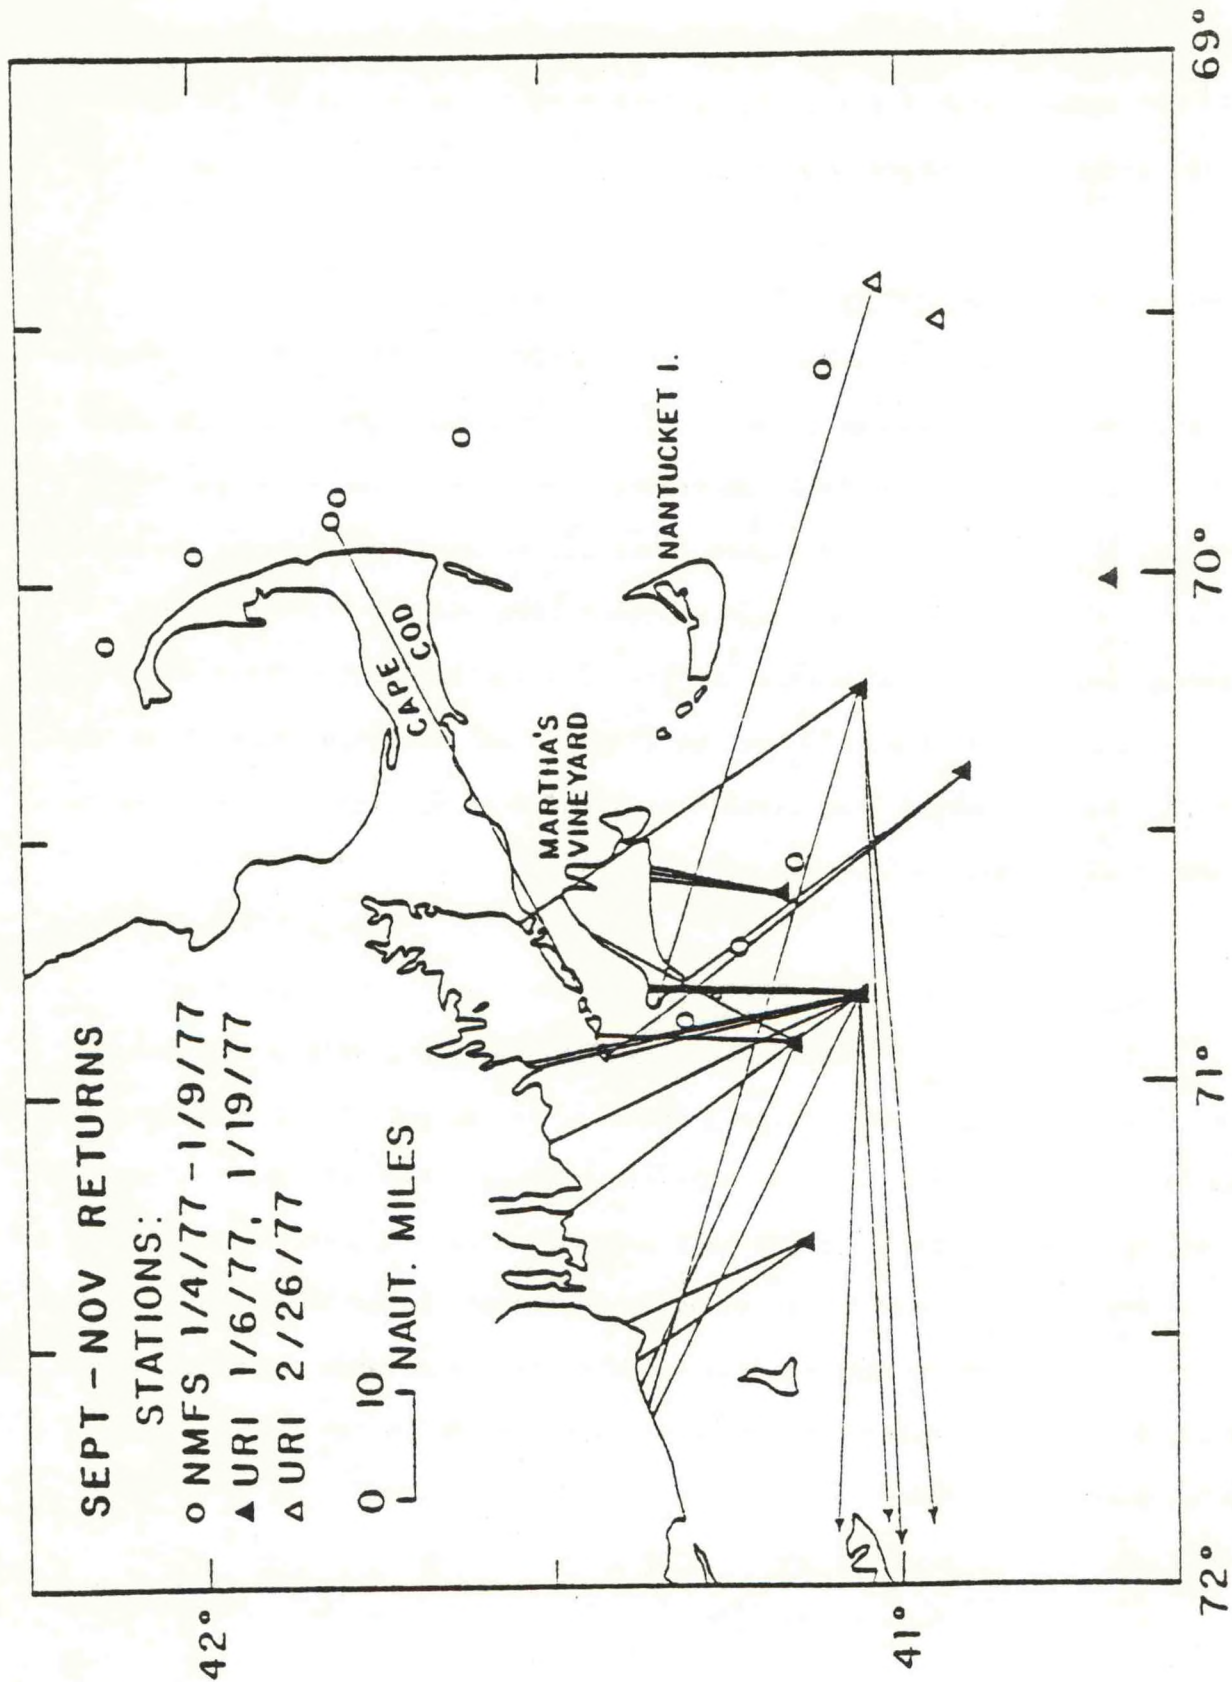 SEPT-NOV RETURNS
STATIONS:
o NMFS 1/4/77-1/9/77
▲ URI 1/6/77, 1/19/77
△ URI 2/26/77
0 10
NAUT. MILES
CAPE
COD
MARTHA'S
VINEYARD
NANTUCKET I.
42°
41°
72°
71°
70°
69°